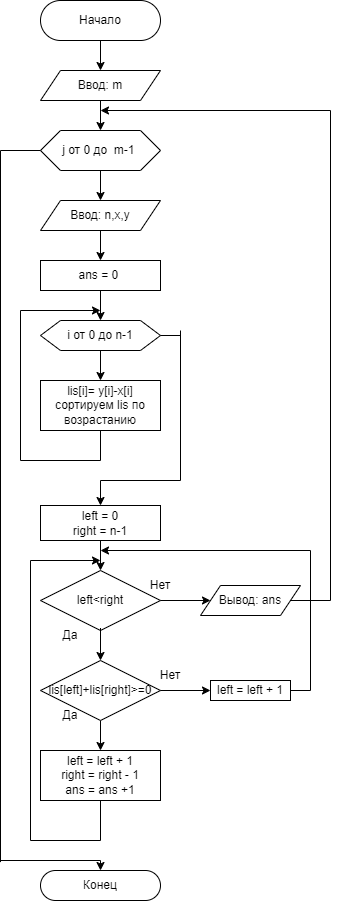 Начало
Ввод: m
j от 0 до m-1
Ввод: n,x,y
ans = 0
i от 0 до n-1
lis[i]= y[i]-x[i]
сортируем lis по
возрастанию
left = 0
right = n-1
left<right
Нет
Вывод: ans
Да
lis[left]+lis[right]>=0
Нет
left = left + 1
Да
left = left + 1
right = right - 1
ans = ans +1
Конец